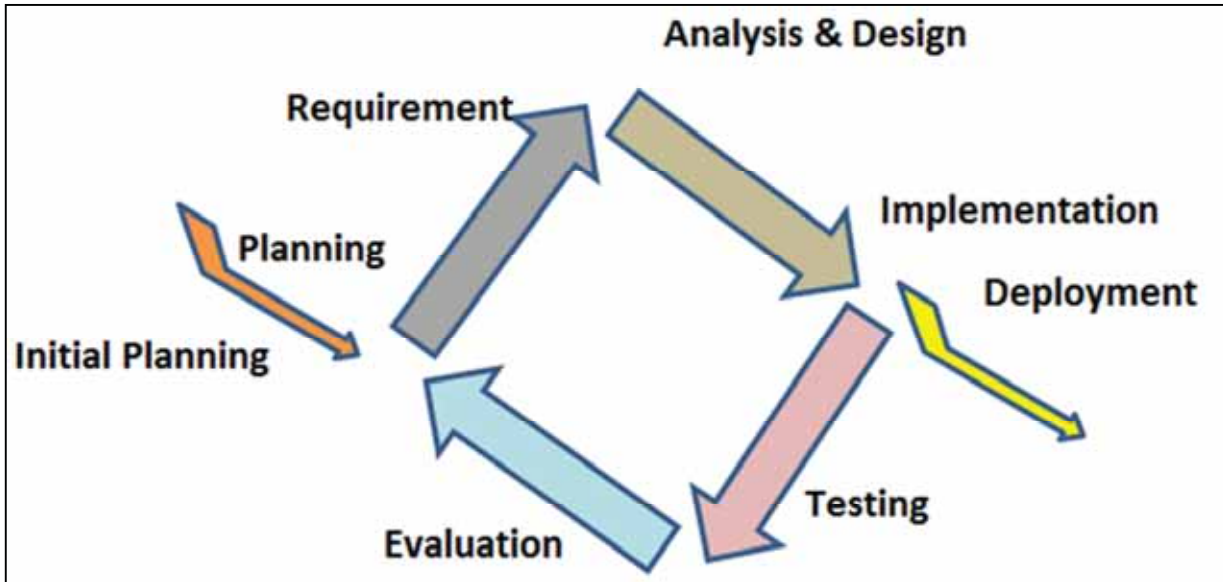 Analysis & Design
Requirement
Implementation
Planning
Deployment
Initial Planning
Testing
Evaluation